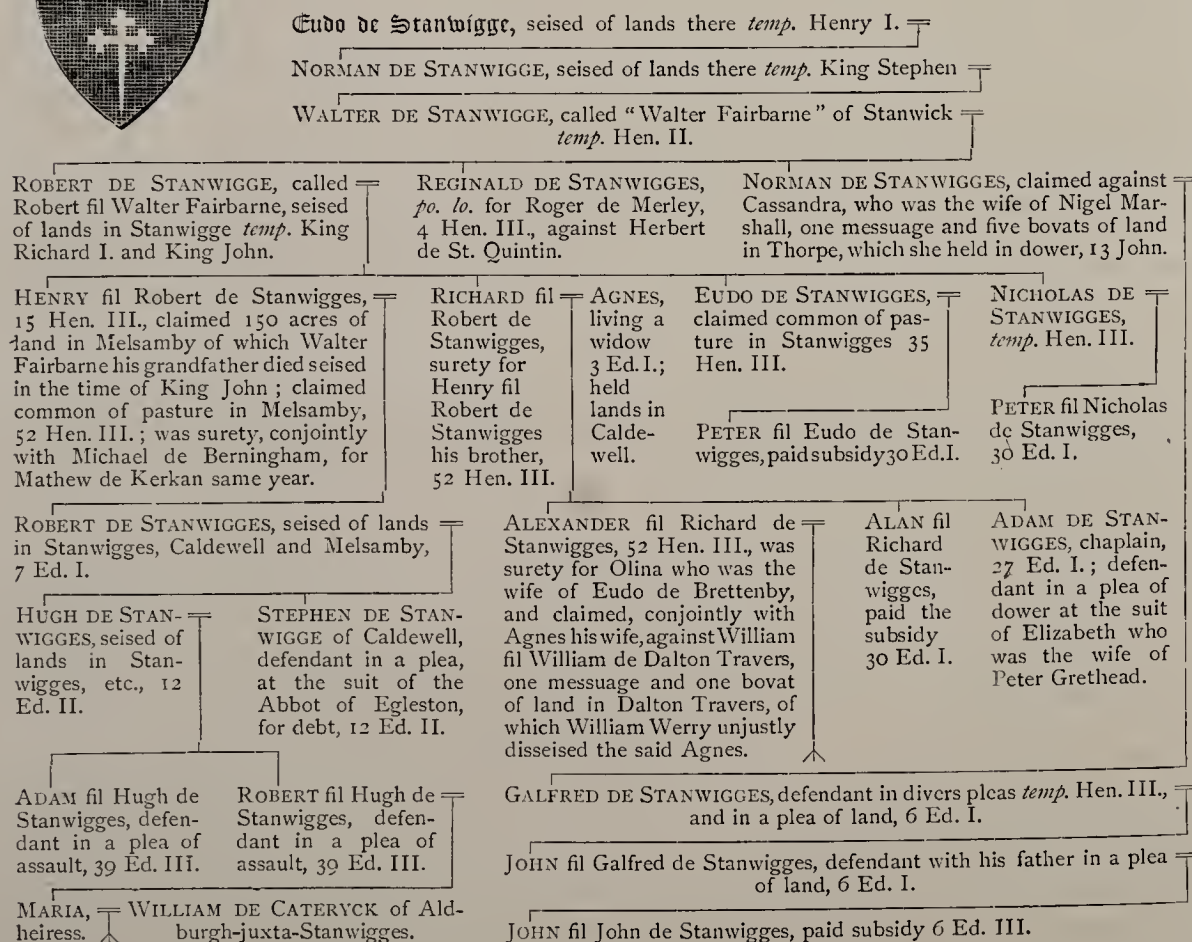 Eudo de Stanwigge, seised of lands there temp. Henry I.
NORMAN DE STANWIGGE, seised of lands there temp. King Stephen
WALTER DE STANWIGGE, called "Walter Fairbarne" of Stanwick
temp. Hen. II.
ROBERT DE STANWIGGE, called
Robert fil Walter Fairbarne, seised
of lands in Stanwigge temp. King
Richard I. and King John.
REGINALD DE STANWIGGES,
po. lo. for Roger de Merley,
4 Hen. III., against Herbert
de St. Quintin.
NORMAN DE STANWIGGES, claimed against
Cassandra, who was the wife of Nigel Mar-
shall, one messuage and five bovats of land
in Thorpe, which she held in dower, 13 John.
HENRY fil Robert de Stanwigges,
15 Hen. III., claimed 150 acres of
land in Melsamby of which Walter
Fairbarne his grandfather died seised
in the time of King John ; claimed
common of pasture in Melsamby,
52 Hen. III. ; was surety, conjointly
with Michael de Berningham, for
Mathew de Kerkan same year.
RICHARD fil
Robert de
Stanwigges,
surety for
Henry fil
Robert de
Stanwigges
his brother,
52 Hen. III.
AGNES,
living a
widow
3 Ed. I.;
held
lands in
Calde-
well.
EUDO DE STANWIGGES,
claimed common of pas-
ture in Stanwigges 35
Hen. III.
PETER fil Eudo de Stan-
wigges, paid subsidy 30 Ed. I.
NICHOLAS DE
STANWIGGES,
temp. Hen. III.
PETER fil Nicholas
de Stanwigges,
30 Ed. I.
ROBERT DE STANWIGGES, seised of lands
in Stanwigges, Caldewell and Melsamby,
7 Ed. I.
ALEXANDER fil Richard de
Stanwigges, 52 Hen. III., was
surety for Olina who was the
wife of Eudo de Brettenby,
and claimed, conjointly with
Agnes his wife, against William
fil William de Dalton Travers,
one messuage and one bovat
of land in Dalton Travers, of
which William Werry unjustly
disseised the said Agnes.
ALAN fil
Richard
de Stan-
wigges,
paid the
subsidy
30 Ed. I.
ADAM DE STAN-
WIGGES, chaplain,
27 Ed. I. ; defen-
dant in a plea of
dower at the suit
of Elizabeth who
was the wife of
Peter Grethead.
HUGH DE STAN-
WIGGES, seised of
lands in Stan-
wigges, etc., 12
Ed. II.
STEPHEN DE STAN-
WIGGE of Caldewell,
defendant in a plea,
at the suit of the
Abbot of Egleston,
for debt, 12 Ed. II.
ADAM fil Hugh de
Stanwigges, defen-
dant in a plea of
assault, 39 Ed. III.
ROBERT fil Hugh de
Stanwigges, defen-
dant in a plea of
assault, 39 Ed. III.
MARIA,
heiress.
WILLIAM DE CATERYCK of Ald-
burgh-juxta-Stanwigges.
GALFRED DE STANWIGGES, defendant in divers pleas temp. Hen. III.,
and in a plea of land, 6 Ed. I.
JOHN fil Galfred de Stanwigges, defendant with his father in a plea
of land, 6 Ed. I.
JOHN fil John de Stanwigges, paid subsidy 6 Ed. III.